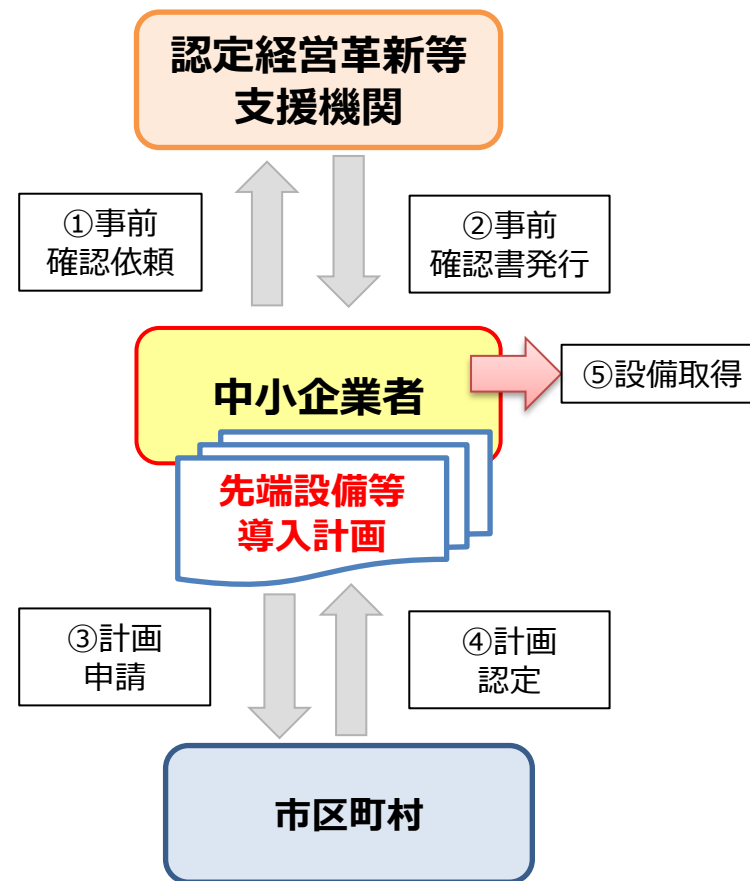 認定経営革新等
支援機関
①事前
確認依頼
②事前
確認書発行
中小企業者
⑤設備取得
先端設備等
導入計画
③計画
申請
④計画
認定
市区町村